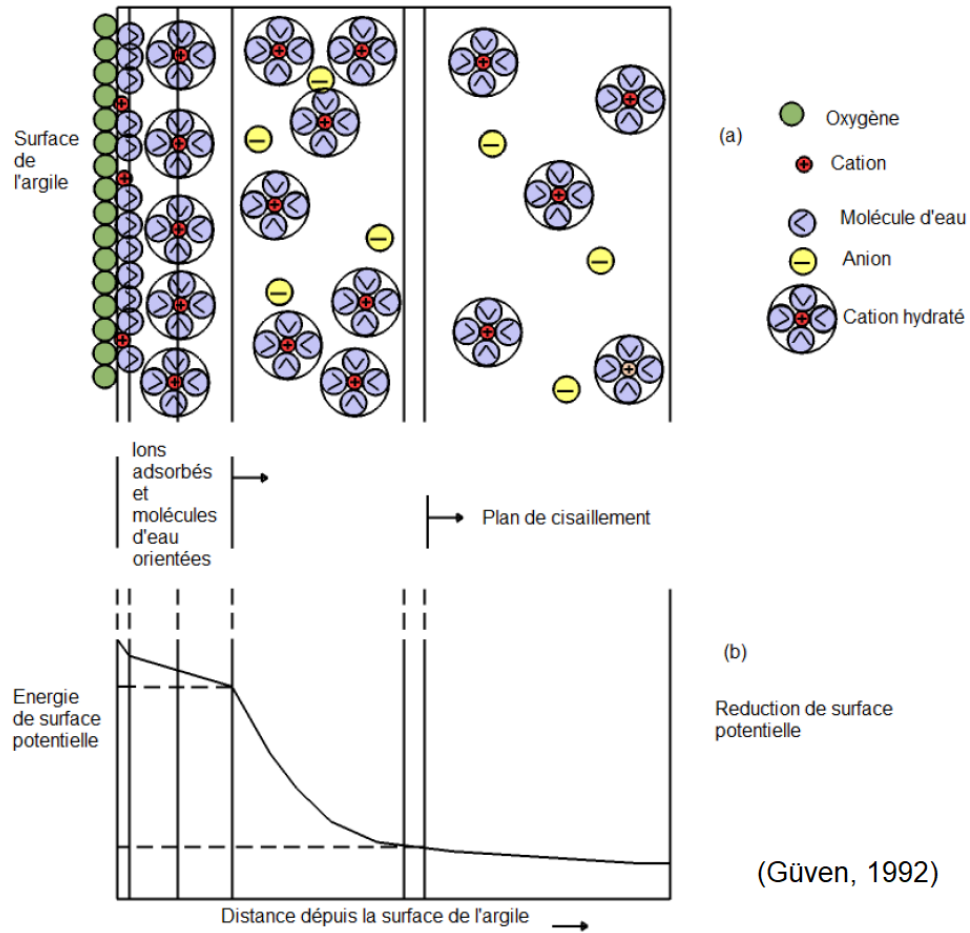 Surface
de
l'argile
(a)
Oxygène
Cation
Molécule d'eau
Anion
Cation hydraté
Ions
adsorbés
et
molécules
d'eau
orientées
Plan de cisaillement
(b)
Energie
de surface
potentielle
Reduction de surface
potentielle
(Güven, 1992)
Distance dépuis la surface de l'argile